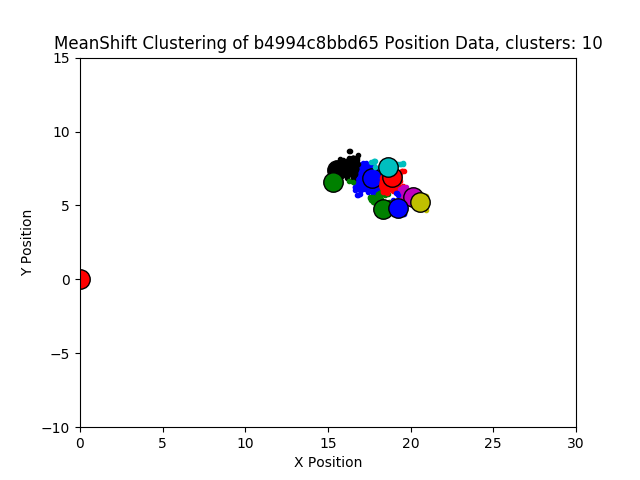 MeanShift Clustering of b4994c8bbd65 Position Data, clusters: 10
15
10
5
0
−5
−10
Y Position
0 5 10 15 20 25 30
X Position